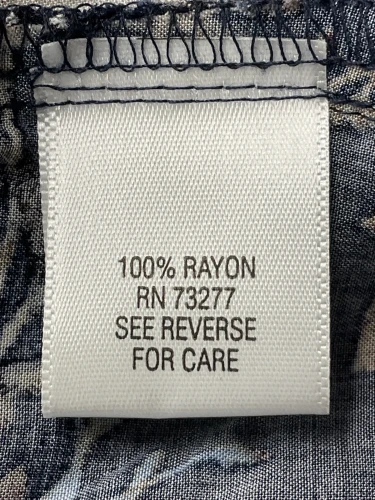 100% RAYON
RN 73277
SEE REVERSE
FOR CARE